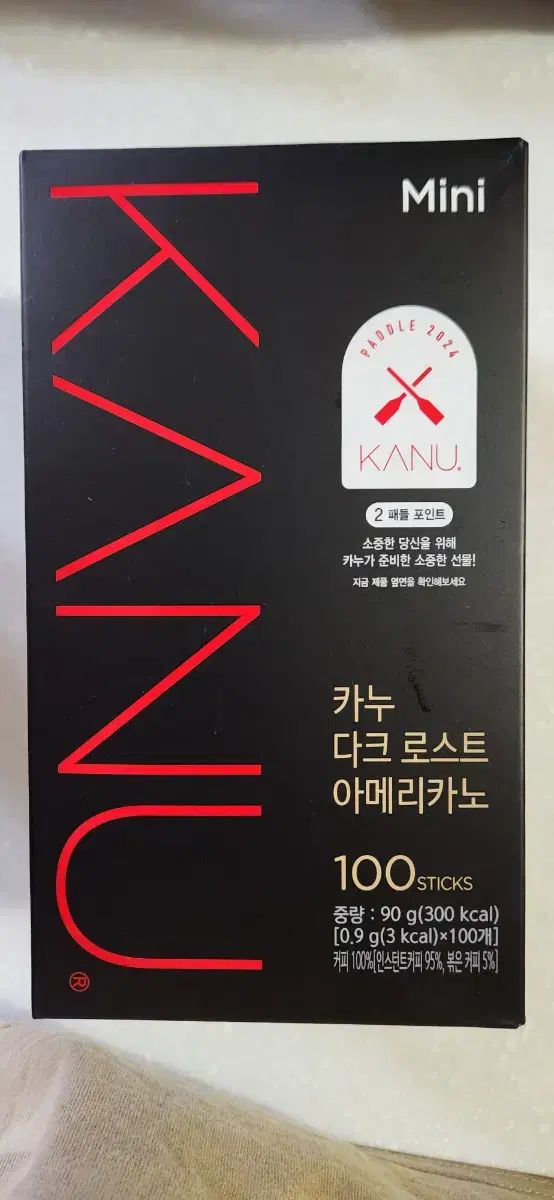 KANU®
Mini
PADDLE 2024
KANU®
2 패들 포인트
소중한 당신을 위해
카누가 준비한 소중한 선물!
지금 제품 옆면을 확인해보세요
카누
다크 로스트
아메리카노
100 STICKS
중량 : 90 g(300 kcal)
[0.9 g(3 kcal)×100개]
커피 100%[인스턴트커피 95%, 볶은 커피 5%]